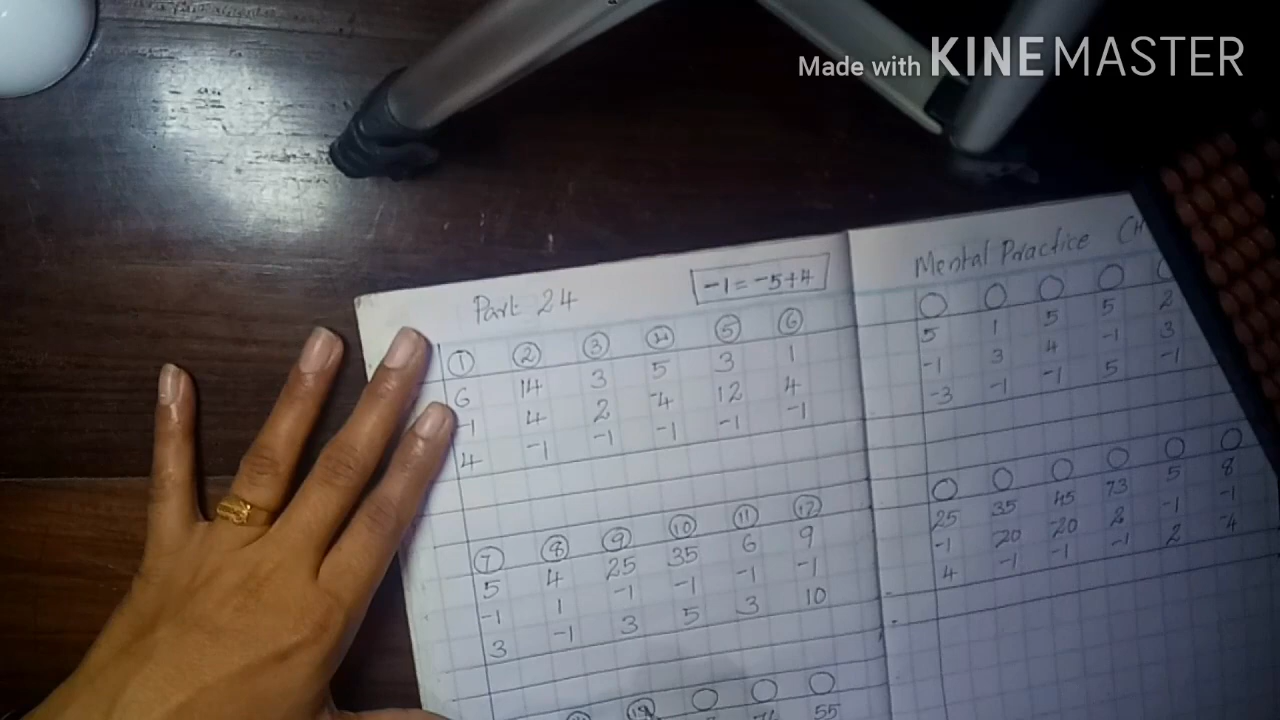 Made with KINEMASTER
Part 24
-1 = -5+4
1 2 3 4 5 6
6 14 3 5 3 1
-1 4 2 -4 12 4
4 -1 -1 -1 -1 -1
7 8 9 10 11 12
5 4 25 35 6 9
-1 1 -1 -1 -1 -1
3 -1 3 5 3 10
55
Mental Practice
5 1 5 5 2
-1 3 4 -1 3
-3 -1 -1 5 -1
25 35 45 73 5 8
-1 20 -20 2 -1 -1
4 -1 -1 -1 2 -4